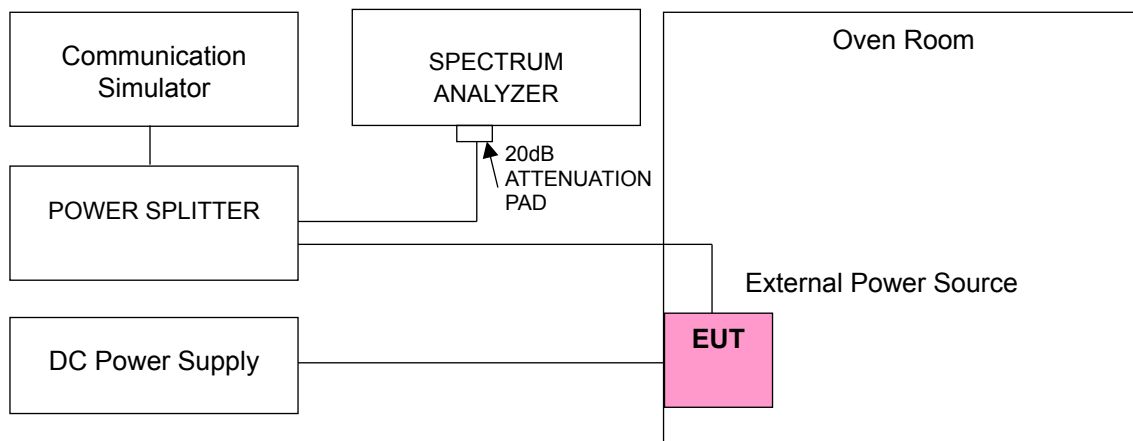 Communication
Simulator
SPECTRUM
ANALYZER
Oven Room
20dB
ATTENUATION
PAD
POWER SPLITTER
External Power Source
EUT
DC Power Supply